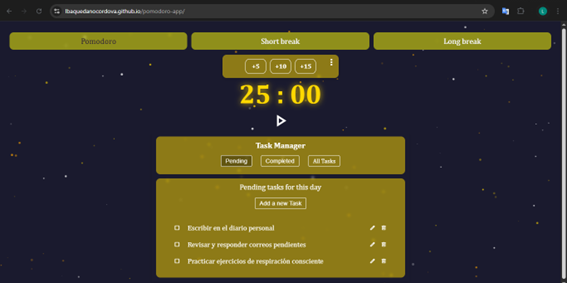 lbaquedanocordova.github.io/pomodoro-app/
Pomodoro Short break Long break
+5 +10 +15
25 : 00
Task Manager
Pending Completed All Tasks
Pending tasks for this day
Add a new Task
Escribir en el diario personal
Revisar y responder correos pendientes
Practicar ejercicios de respiración consciente